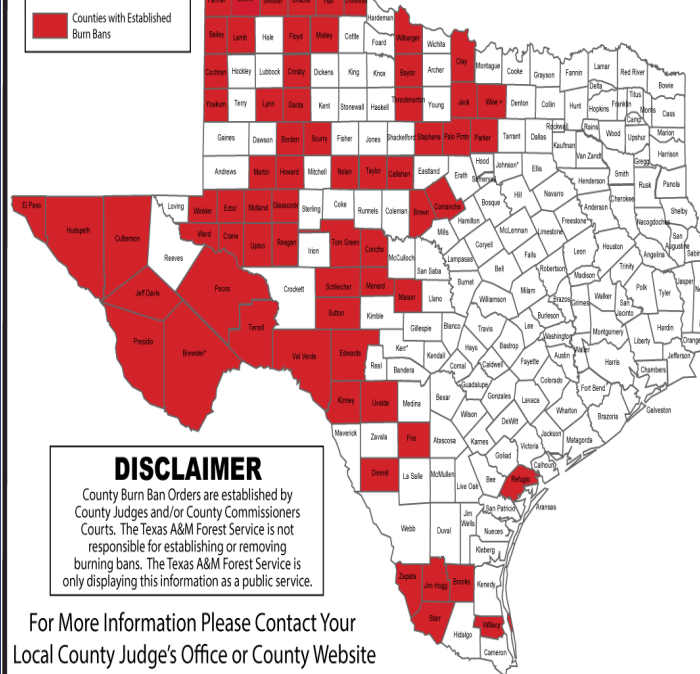 Counties with Established
Burn Bans
Hardeman
Bailey Lamb Hale Floyd Motley Cottle Foard Wilbarger Wichita
Clay Montague Cooke Grayson Fannin Lamar Red River Bowie
Cochran Hockley Lubbock Crosby Dickens King Knox Baylor Archer
Delta Titus Franklin Morris Cass Camp
Yoakum Terry Lynn Garza Kent Stonewall Haskell Throckmorton Young Jack Wise + Denton Collin Hunt Hopkins
Rockwall Rains Wood Upshur Marion
Gaines Dawson Borden Scurry Fisher Jones Shackelford Stephens Palo Pinto Parker Tarrant Dallas Kaufman Van Zandt Gregg Harrison
Andrews Martin Howard Mitchell Nolan Taylor Callahan Eastland Erath Hood Somervell Johnson* Ellis Henderson Smith Rusk Panola
El Paso Hudspeth Culberson Loving Winkler Ector Midland Glasscock Sterling Coke Runnels Coleman Brown Comanche Bosque Hill Navarro Anderson Cherokee Shelby
Hamilton Freestone Nacogdoches San Augustine
Reeves Ward Crane Upton Reagan Irion Tom Green Concho McCulloch Mills Coryell McLennan Limestone Leon Houston Angelina Sabin
San Saba Lampasas Bell Falls Robertson Madison Trinity Polk Tyler Jasper
Jeff Davis Pecos Crockett Schleicher Menard Mason Llano Burnet Williamson Milam Brazos Grimes Walker San Jacinto
Sutton Kimble Burleson Hardin
Presidio Brewster* Terrell Val Verde Edwards Gillespie Blanco Travis Lee Washington Montgomery Liberty Orange
Kerr* Kendall Hays Bastrop Austin Waller Harris Jefferson
Real Bandera Comal Caldwell Fayette Chambers
Kinney Uvalde Medina Bexar Guadalupe Gonzales Colorado Fort Bend Galveston
Wilson Lavaca Wharton Brazoria
Maverick Zavala Frio Atascosa Karnes DeWitt Jackson Matagorda
Victoria
Goliad Calhoun
Dimmit La Salle McMullen Live Oak Bee Refugio
San Patricio Aransas
Webb Duval Jim Wells Nueces
Kleberg
Zapata Jim Hogg Brooks Kenedy
Starr Hidalgo Willacy
Cameron
DISCLAIMER
County Burn Ban Orders are established by
County Judges and/or County Commissioners
Courts. The Texas A&M Forest Service is not
responsible for establishing or removing
burning bans. The Texas A&M Forest Service is
only displaying this information as a public service.
For More Information Please Contact Your
Local County Judge's Office or County Website